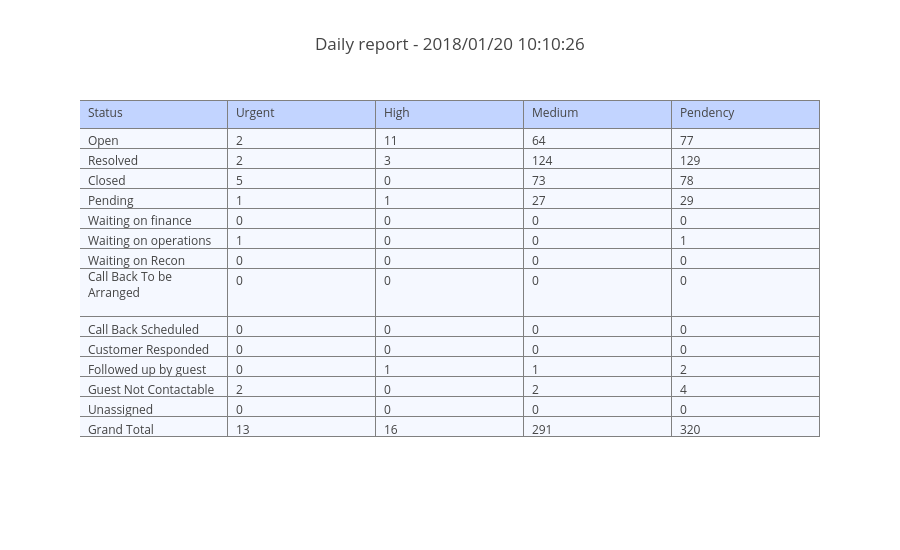 Daily report - 2018/01/20 10:10:26
Status Urgent High Medium Pendency
Open 2 11 64 77
Resolved 2 3 124 129
Closed 5 0 73 78
Pending 1 1 27 29
Waiting on finance 0 0 0 0
Waiting on operations 1 0 0 1
Waiting on Recon 0 0 0 0
Call Back To be 0 0 0 0
Arranged
Call Back Scheduled 0 0 0 0
Customer Responded 0 0 0 0
Followed up by guest 0 1 1 2
Guest Not Contactable 2 0 2 4
Unassigned 0 0 0 0
Grand Total 13 16 291 320